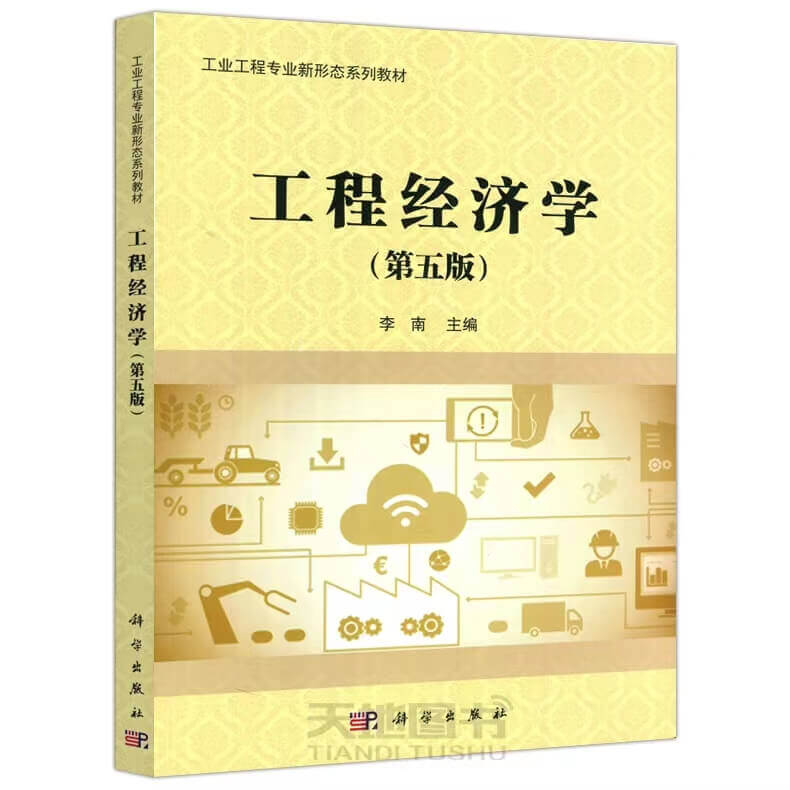 工业工程专业新形态系列教材
工程经济学
（第五版）
李 南 主编
%
€
科学出版社
天地图书
TIANDI TUSHU
工业工程专业新形态系列教材
工程经济学（第五版）
科学出版社